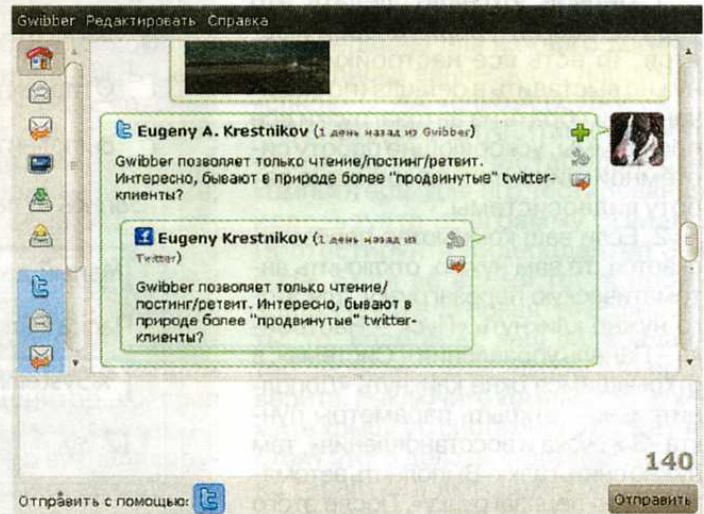 Gwibber Редактировать Справка
Eugeny A. Krestnikov (1 день назад из Gwibber)
Gwibber позволяет только чтение/постинг/ретвит.
Интересно, бывают в природе более "продвинутые" twitter-
клиенты?
Eugeny Krestnikov (1 день назад из
Twitter)
Gwibber позволяет только чтение/
постинг/ретвит. Интересно, бывают в
природе более "продвинутые" twitter-
клиенты?
140
Отправить с помощью:
Отправить